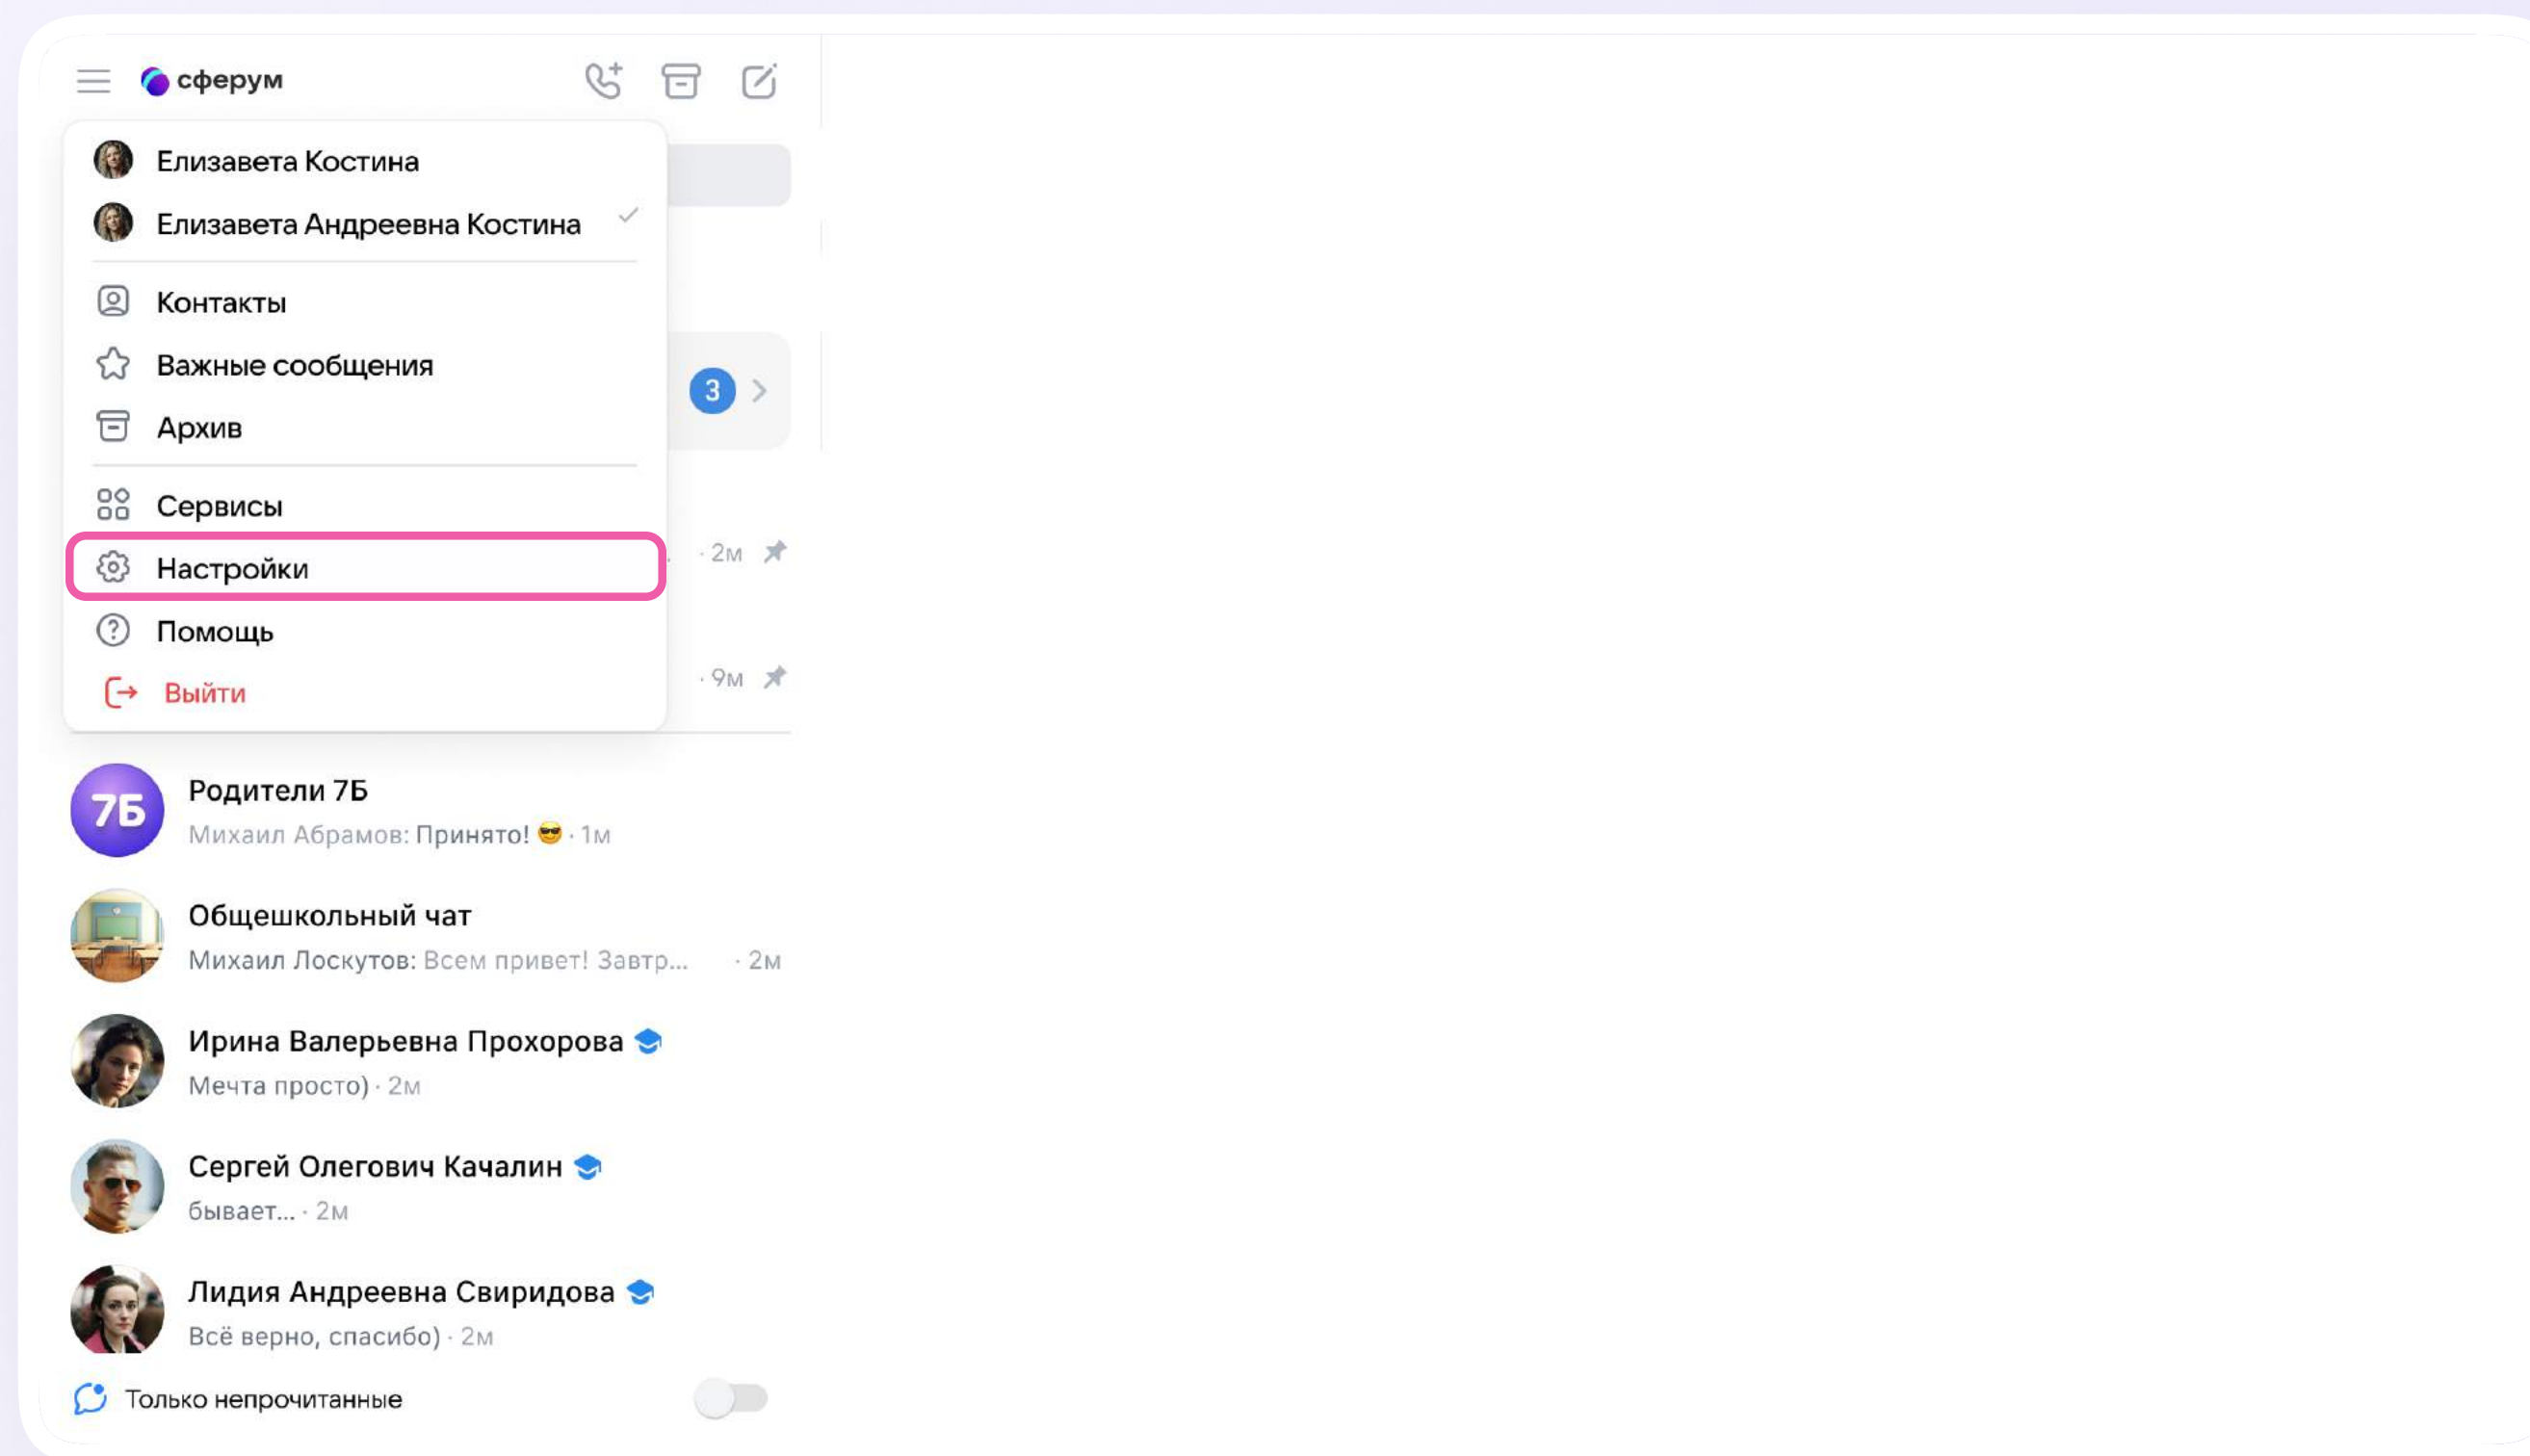 сферум
Елизавета Костина
Елизавета Андреевна Костина
Контакты
Важные сообщения
3
Архив
Сервисы
· 2м
Настройки
Помощь
· 9м
Выйти
7Б
Родители 7Б
Михаил Абрамов: Принято! 😎 · 1м
Общешкольный чат
Михаил Лоскутов: Всем привет! Завтр... · 2м
Ирина Валерьевна Прохорова
Мечта просто) · 2м
Сергей Олегович Качалин
бывает... · 2м
Лидия Андреевна Свиридова
Всё верно, спасибо) · 2м
Только непрочитанные